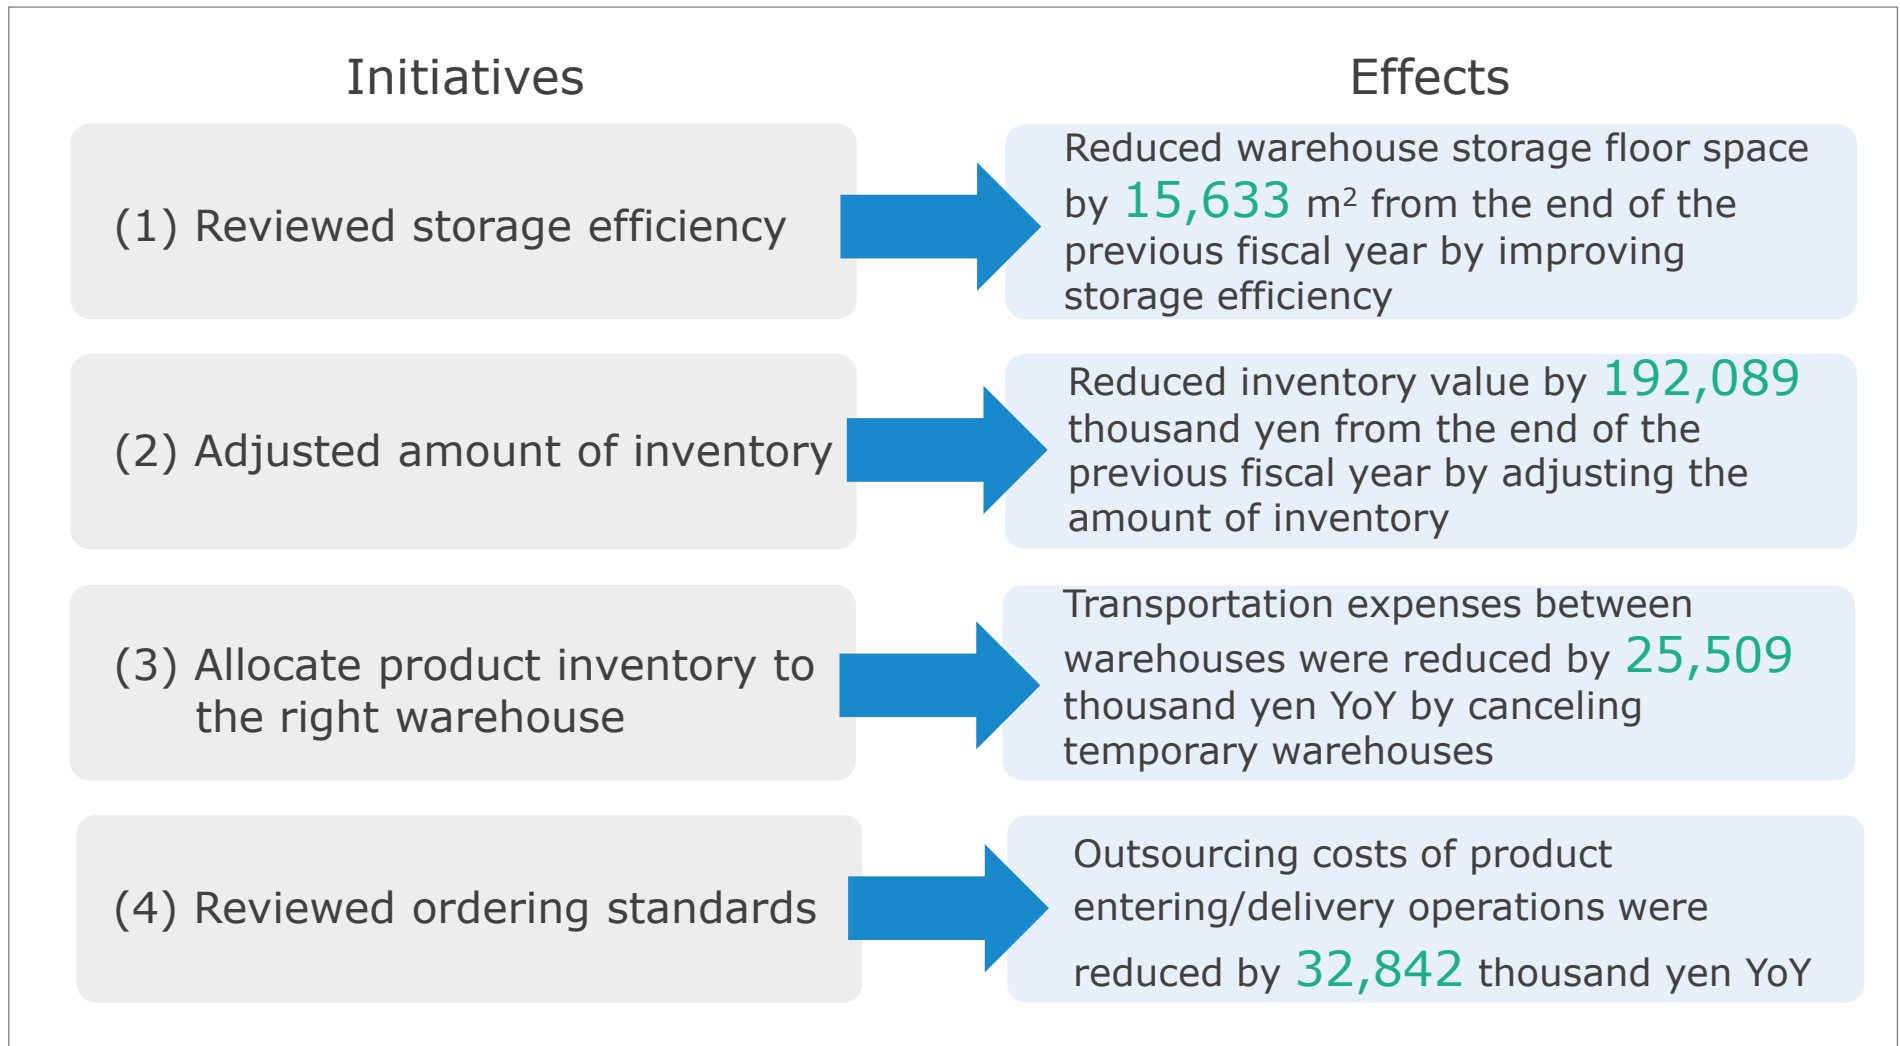 Initiatives
Effects
(1) Reviewed storage efficiency
Reduced warehouse storage floor space
by 15,633 m² from the end of the
previous fiscal year by improving
storage efficiency
(2) Adjusted amount of inventory
Reduced inventory value by 192,089
thousand yen from the end of the
previous fiscal year by adjusting the
amount of inventory
(3) Allocate product inventory to
the right warehouse
Transportation expenses between
warehouses were reduced by 25,509
thousand yen YoY by canceling
temporary warehouses
(4) Reviewed ordering standards
Outsourcing costs of product
entering/delivery operations were
reduced by 32,842 thousand yen YoY